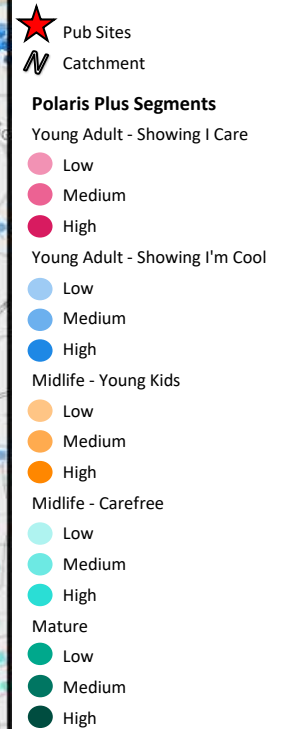 Pub Sites
Catchment
Polaris Plus Segments
Young Adult - Showing I Care
Low
Medium
High
Young Adult - Showing I'm Cool
Low
Medium
High
Midlife - Young Kids
Low
Medium
High
Midlife - Carefree
Low
Medium
High
Mature
Low
Medium
High